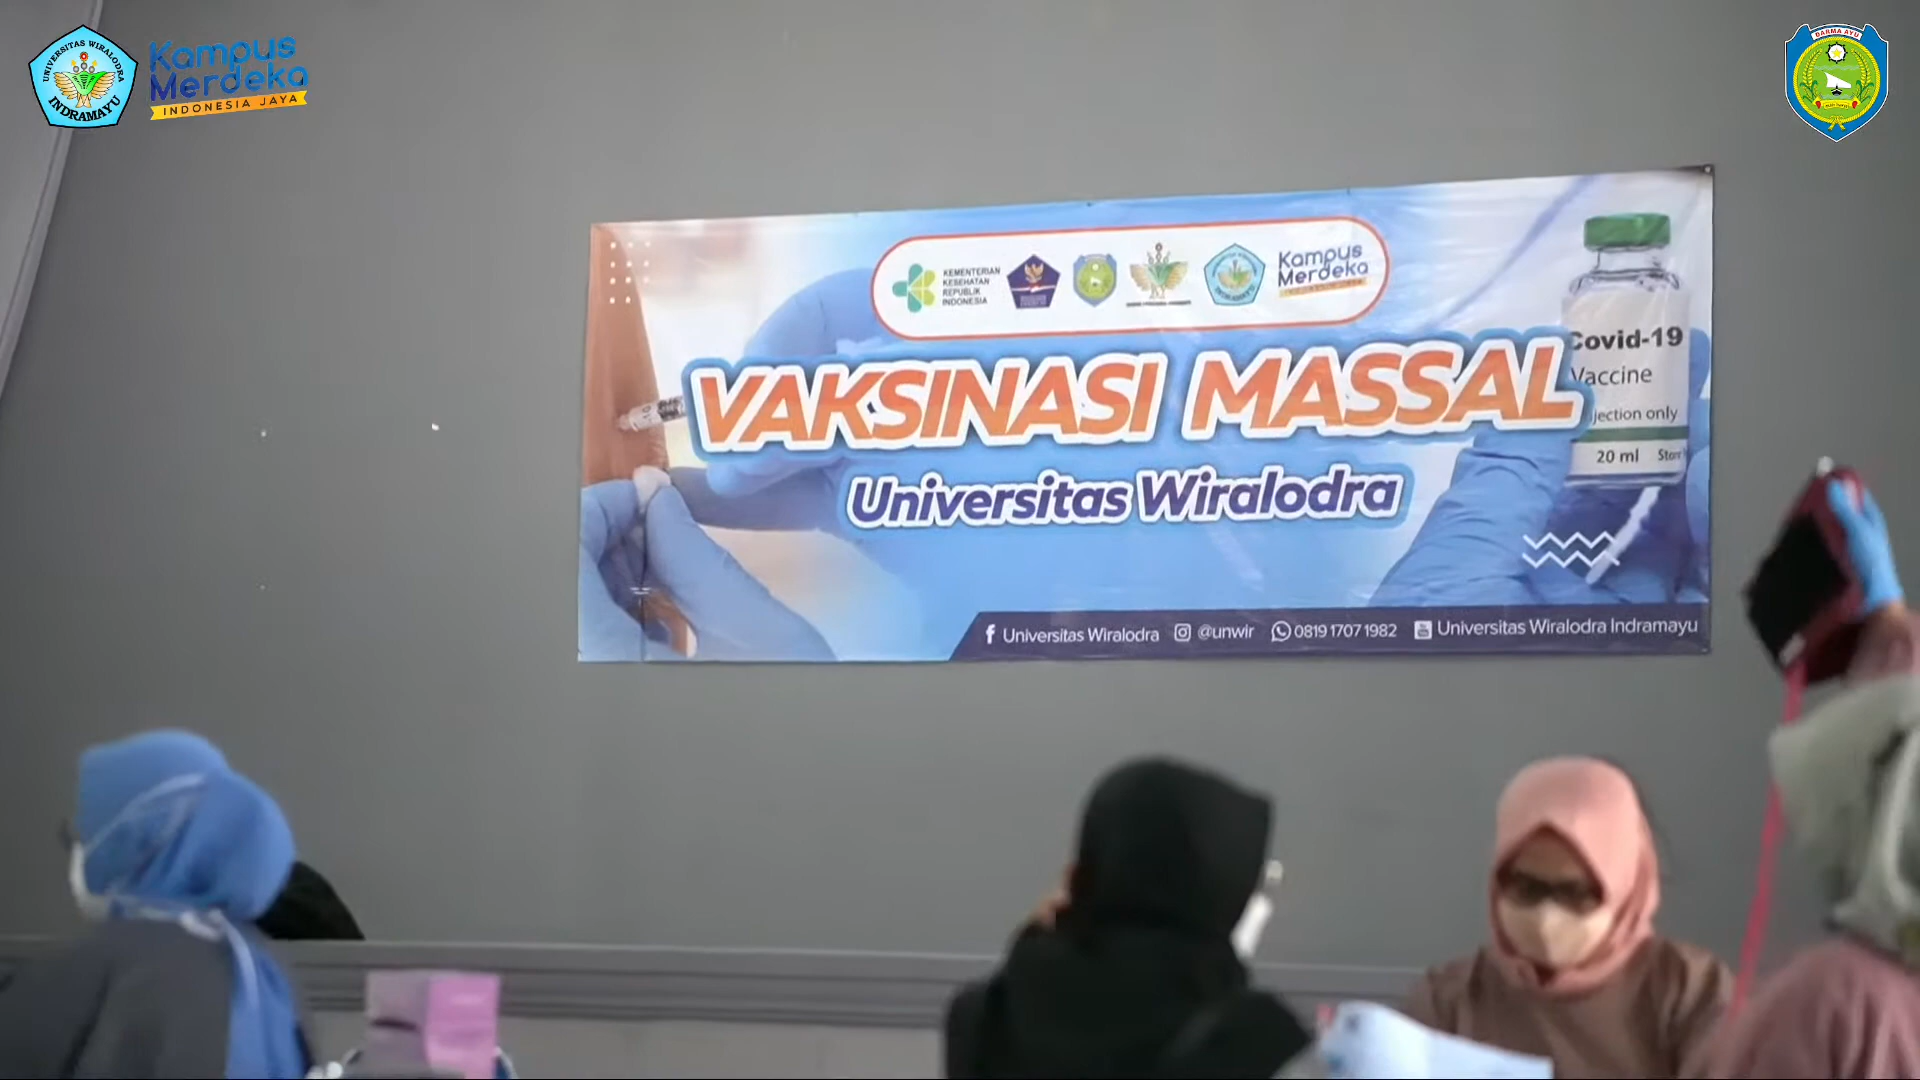 UNIVERSITAS WIRALODRA
INDRAMAYU
Kampus
Merdeka
INDONESIA JAYA
DARMA AYU
KEMENTERIAN
KESEHATAN
REPUBLIK
INDONESIA
Kampus
Merdeka
VAKSINASI MASSAL
Universitas Wiralodra
Covid-19
Vaccine
jection only
20 ml
Universitas Wiralodra
@unwir
0819 1707 1982
Universitas Wiralodra Indramayu